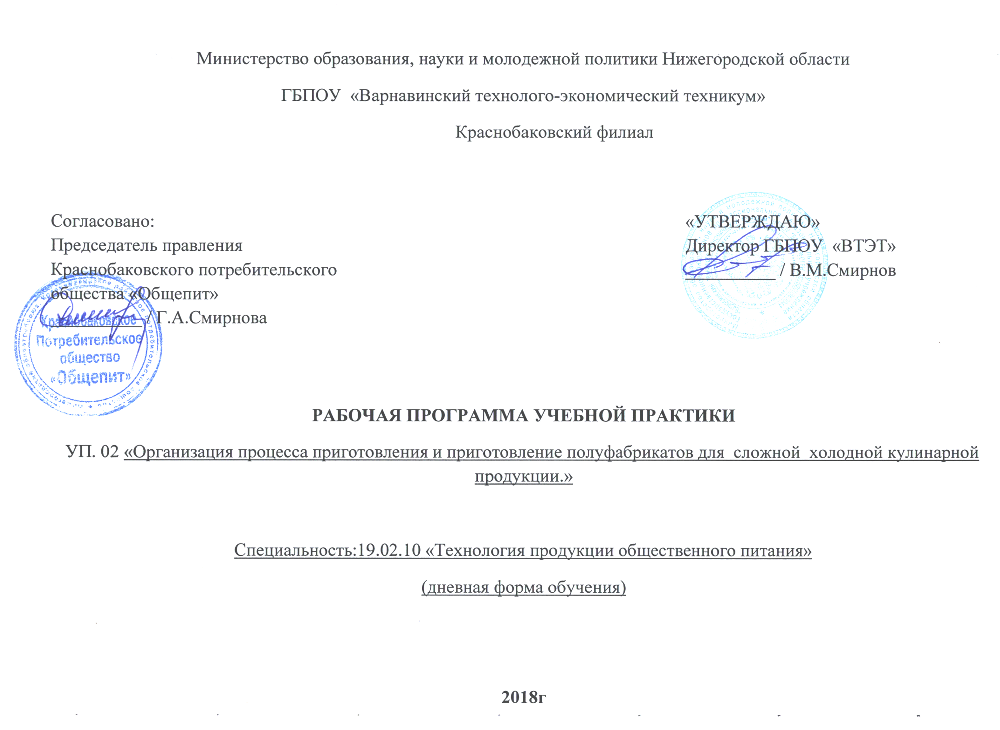 Министерство образования, науки и молодежной политики Нижегородской области
ГБПОУ «Варнавинский технолого-экономический техникум»
Краснобаковский филиал
Согласовано:
Председатель правления
Краснобаковского потребительского
общества «Общепит»
____________/ Г.А.Смирнова
«УТВЕРЖДАЮ»
Директор ГБПОУ «ВТЭТ»
__________ / В.М.Смирнов
Краснобаковское
Потребительское
общество
«Общепит»
РАБОЧАЯ ПРОГРАММА УЧЕБНОЙ ПРАКТИКИ
УП. 02 «Организация процесса приготовления и приготовление полуфабрикатов для сложной холодной кулинарной
продукции.»
Специальность:19.02.10 «Технология продукции общественного питания»
(дневная форма обучения)
2018г